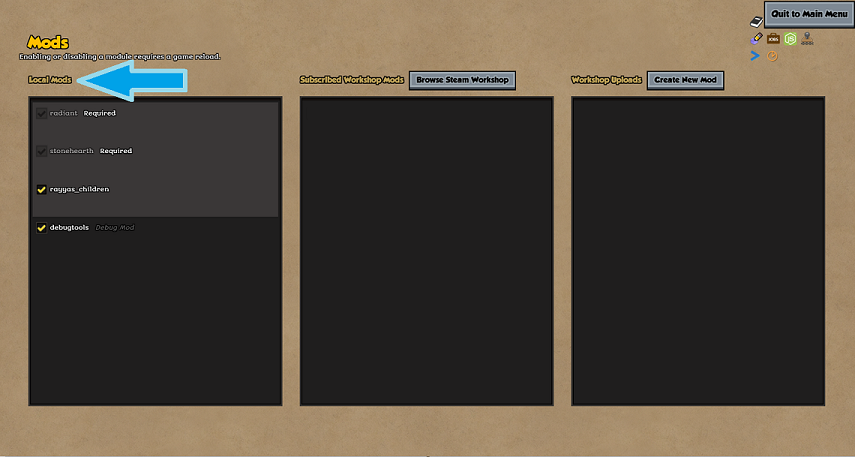 Quit to Main Menu
JOBS
Mods
Enabling or disabling a module requires a game reload.
Local Mods
Subscribed Workshop Mods
Browse Steam Workshop
Workshop Uploads
Create New Mod
radiant Required
stonehearth Required
rayyas_children
debugtools Debug Mod